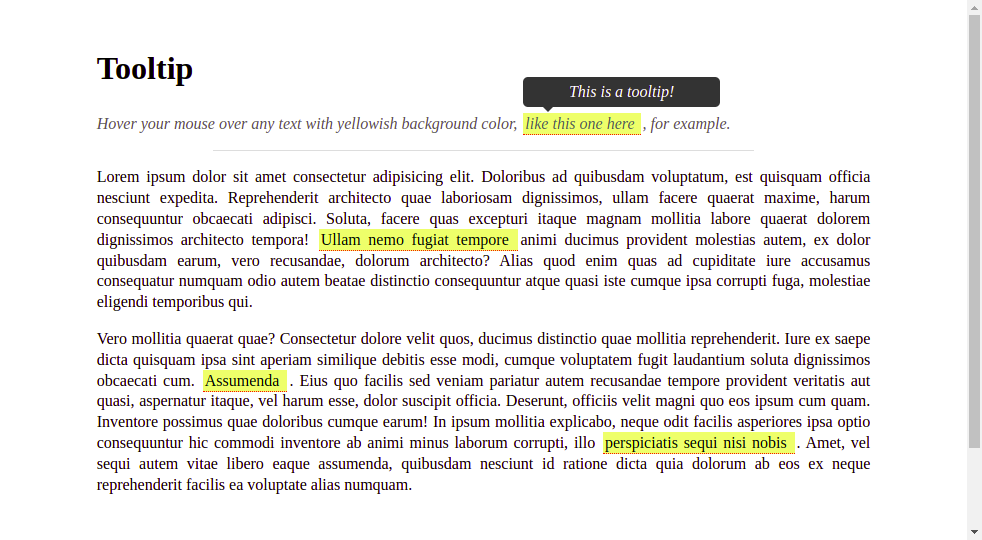 Tooltip
This is a tooltip!
Hover your mouse over any text with yellowish background color, like this one here , for example.
Lorem ipsum dolor sit amet consectetur adipisicing elit. Doloribus ad quibusdam voluptatum, est quisquam officia
nesciunt expedita. Reprehenderit architecto quae laboriosam dignissimos, ullam facere quaerat maxime, harum
consequuntur obcaecati adipisci. Soluta, facere quas excepturi itaque magnam mollitia labore quaerat dolorem
dignissimos architecto tempora! Ullam nemo fugiat tempore animi ducimus provident molestias autem, ex dolor
quibusdam earum, vero recusandae, dolorum architecto? Alias quod enim quas ad cupiditate iure accusamus
consequatur numquam odio autem beatae distinctio consequuntur atque quasi iste cumque ipsa corrupti fuga, molestiae
eligendi temporibus qui.
Vero mollitia quaerat quae? Consectetur dolore velit quos, ducimus distinctio quae mollitia reprehenderit. Iure ex saepe
dicta quisquam ipsa sint aperiam similique debitis esse modi, cumque voluptatem fugit laudantium soluta dignissimos
obcaecati cum. Assumenda . Eius quo facilis sed veniam pariatur autem recusandae tempore provident veritatis aut
quasi, aspernatur itaque, vel harum esse, dolor suscipit officia. Deserunt, officiis velit magni quo eos ipsum cum quam.
Inventore possimus quae doloribus cumque earum! In ipsum mollitia explicabo, neque odit facilis asperiores ipsa optio
consequuntur hic commodi inventore ab animi minus laborum corrupti, illo perspiciatis sequi nisi nobis . Amet, vel
sequi autem vitae libero eaque assumenda, quibusdam nesciunt id ratione dicta quia dolorum ab eos ex neque
reprehenderit facilis ea voluptate alias numquam.